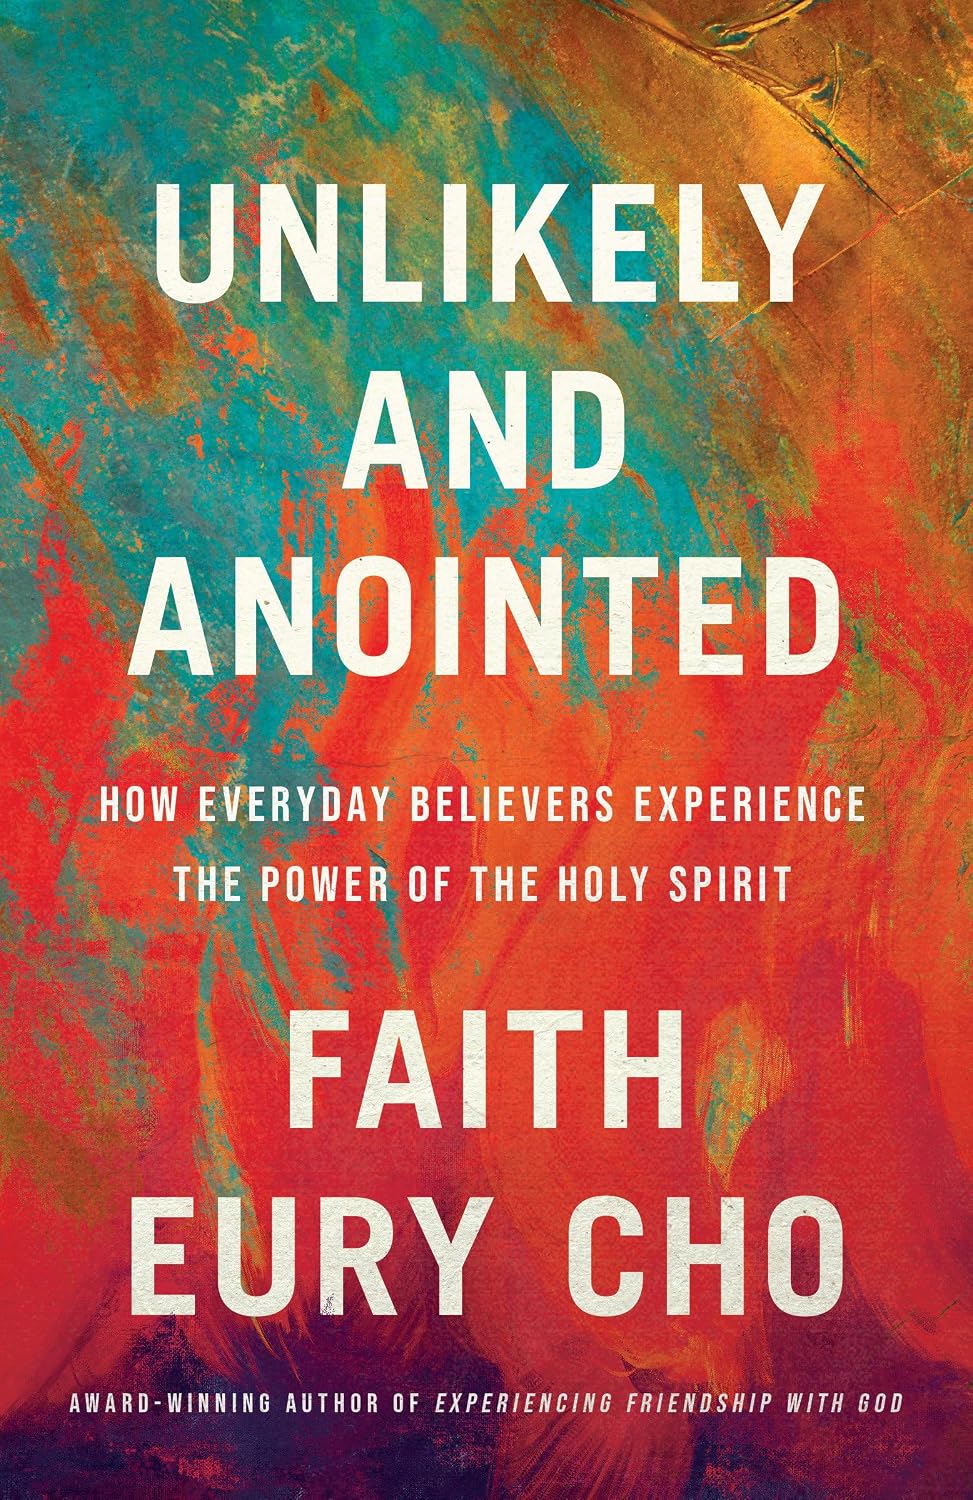 UNLIKELY
AND
ANOINTED
HOW EVERYDAY BELIEVERS EXPERIENCE
THE POWER OF THE HOLY SPIRIT
FAITH
EURY CHO
AWARD-WINNING AUTHOR OF EXPERIENCING FRIENDSHIP WITH GOD